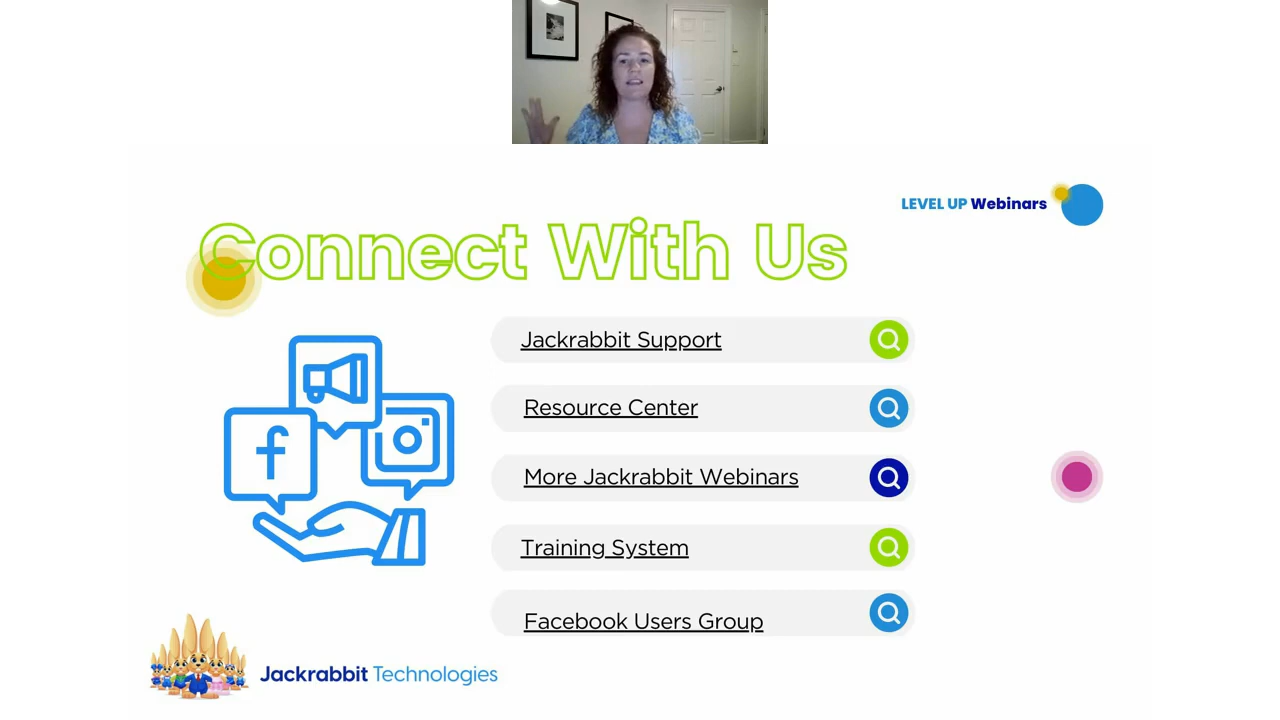 LEVEL UP Webinars
Connect With Us
Jackrabbit Support
Resource Center
More Jackrabbit Webinars
Training System
Facebook Users Group
Jackrabbit Technologies